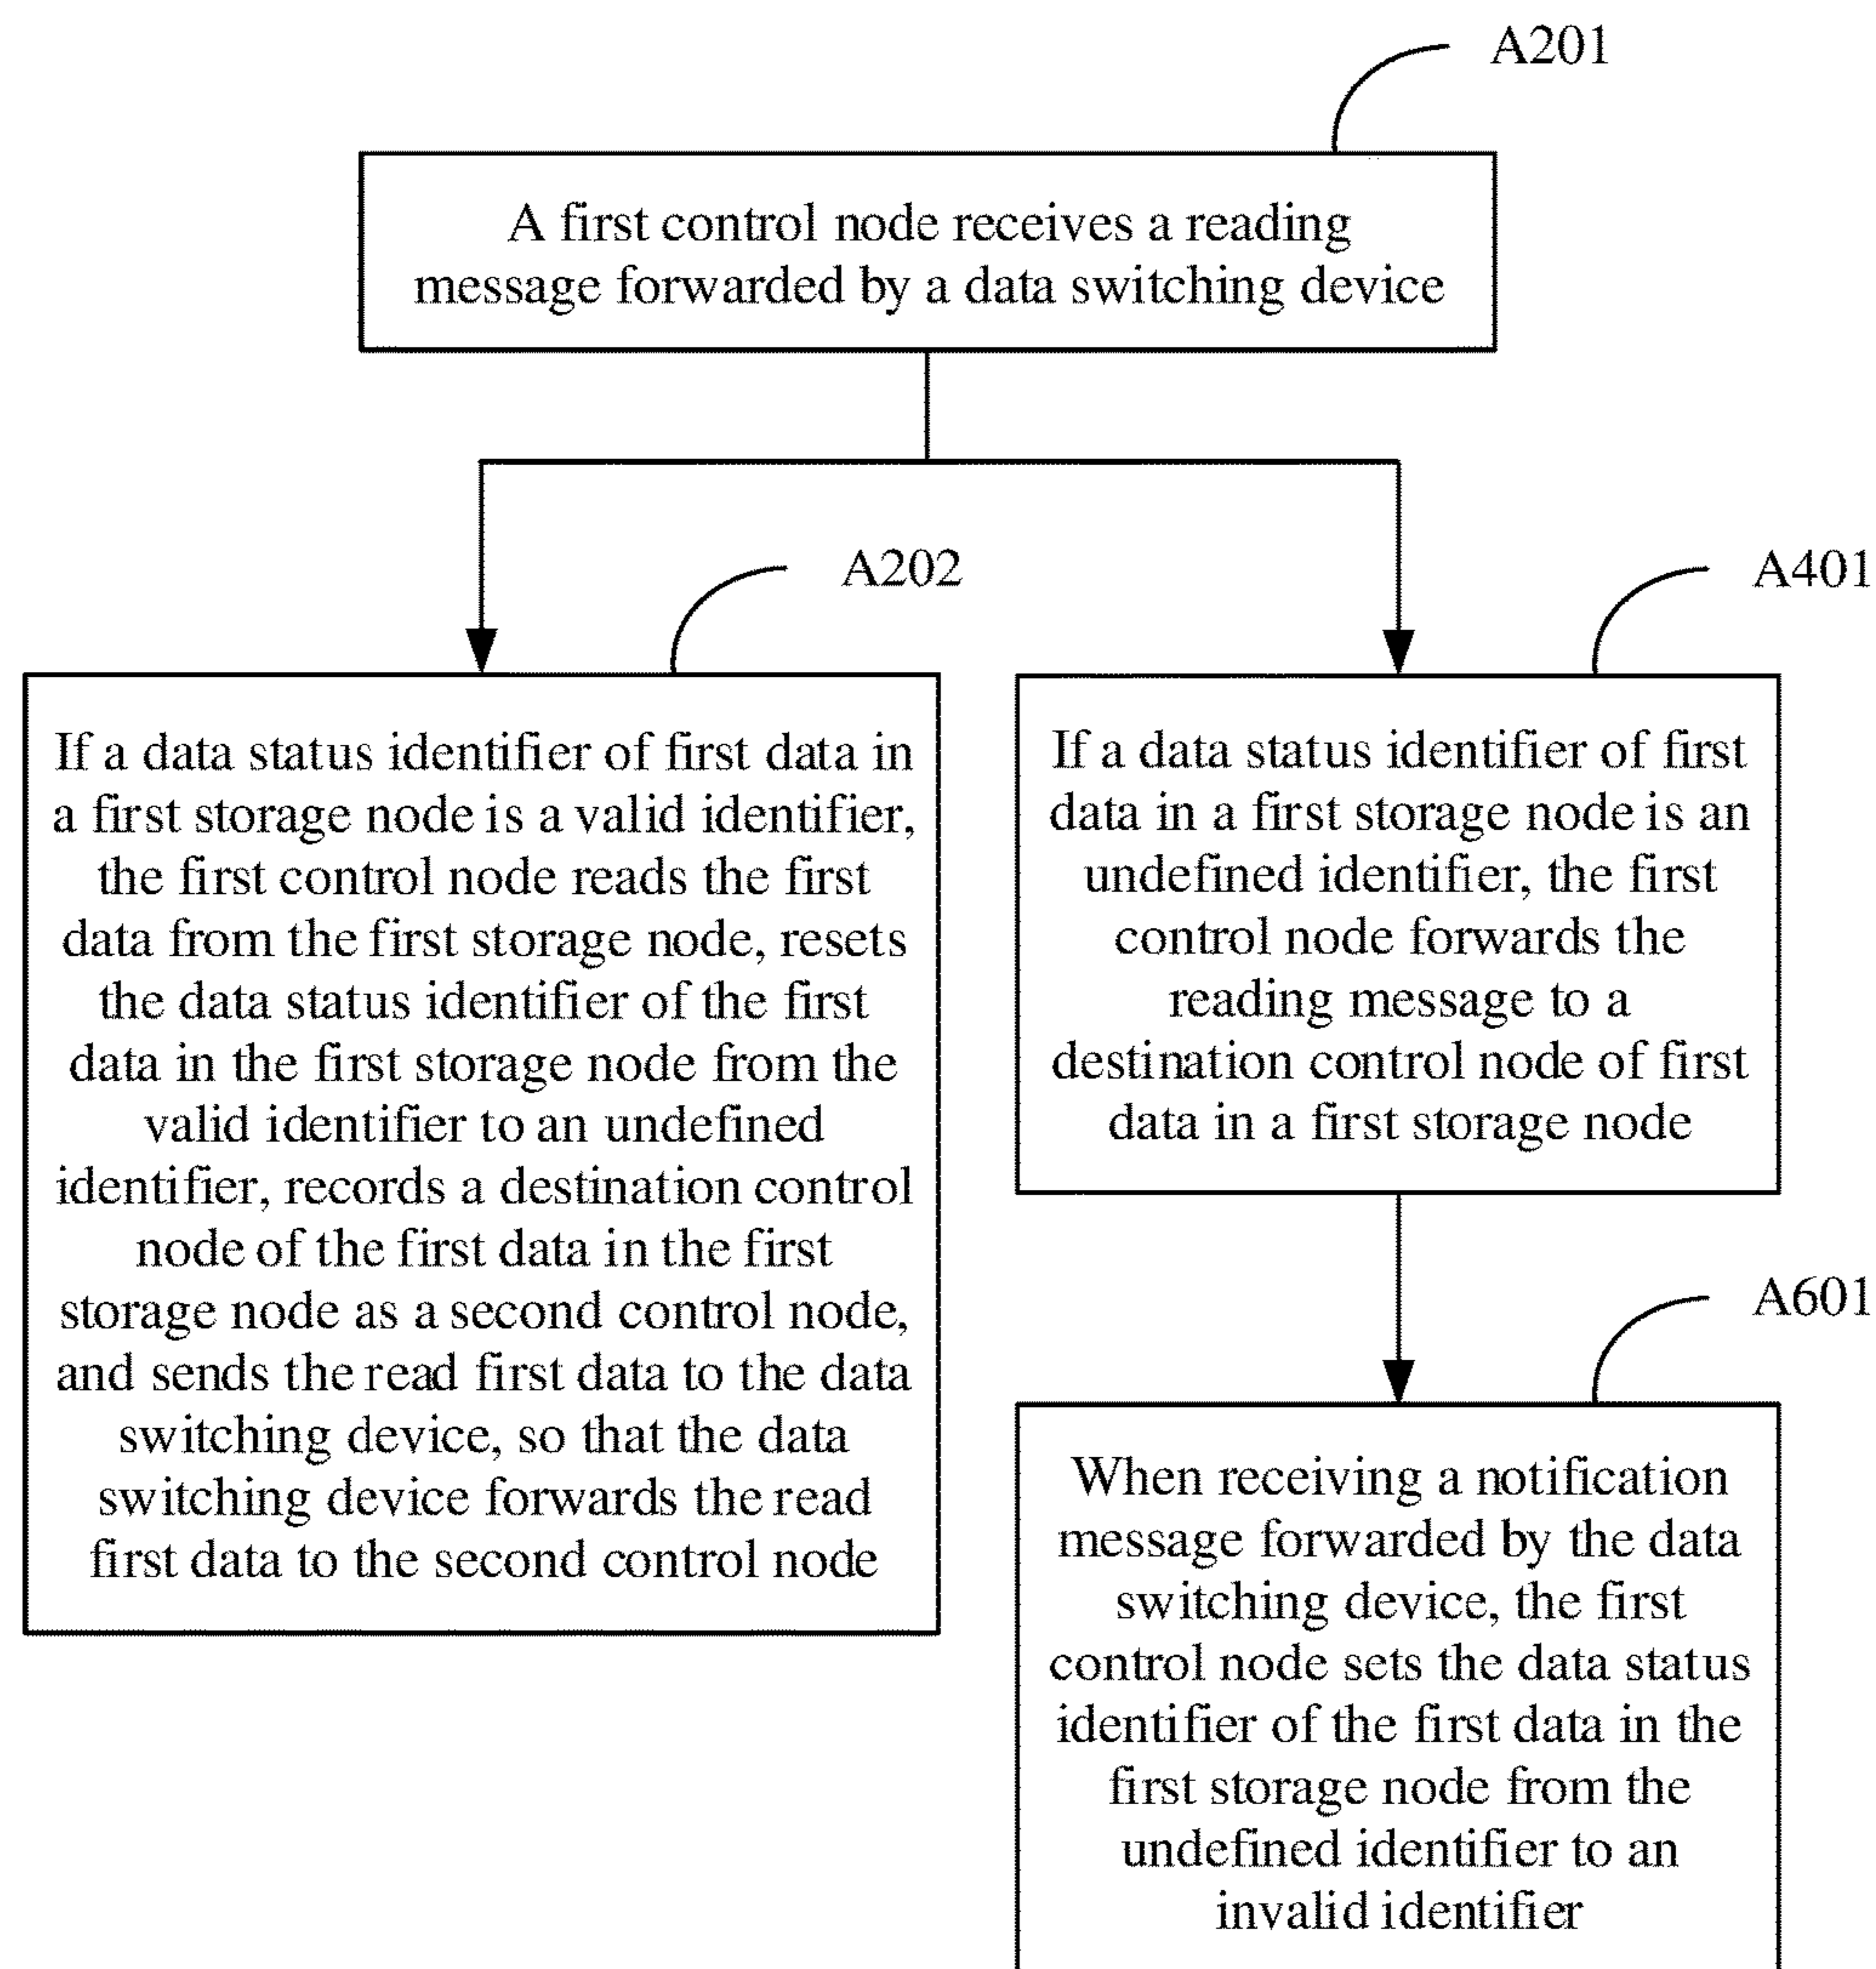 A201
A first control node receives a reading
message forwarded by a data switching device
A202
If a data status identifier of first data in
a first storage node is a valid identifier,
the first control node reads the first
data from the first storage node, resets
the data status identifier of the first
data in the first storage node from the
valid identifier to an undefined
identifier, records a destination control
node of the first data in the first
storage node as a second control node,
and sends the read first data to the data
switching device, so that the data
switching device forwards the read
first data to the second control node
A401
If a data status identifier of first
data in a first storage node is an
undefined identifier, the first
control node forwards the
reading message to a
destination control node of first
data in a first storage node
A601
When receiving a notification
message forwarded by the data
switching device, the first
control node sets the data status
identifier of the first data in the
first storage node from the
undefined identifier to an
invalid identifier